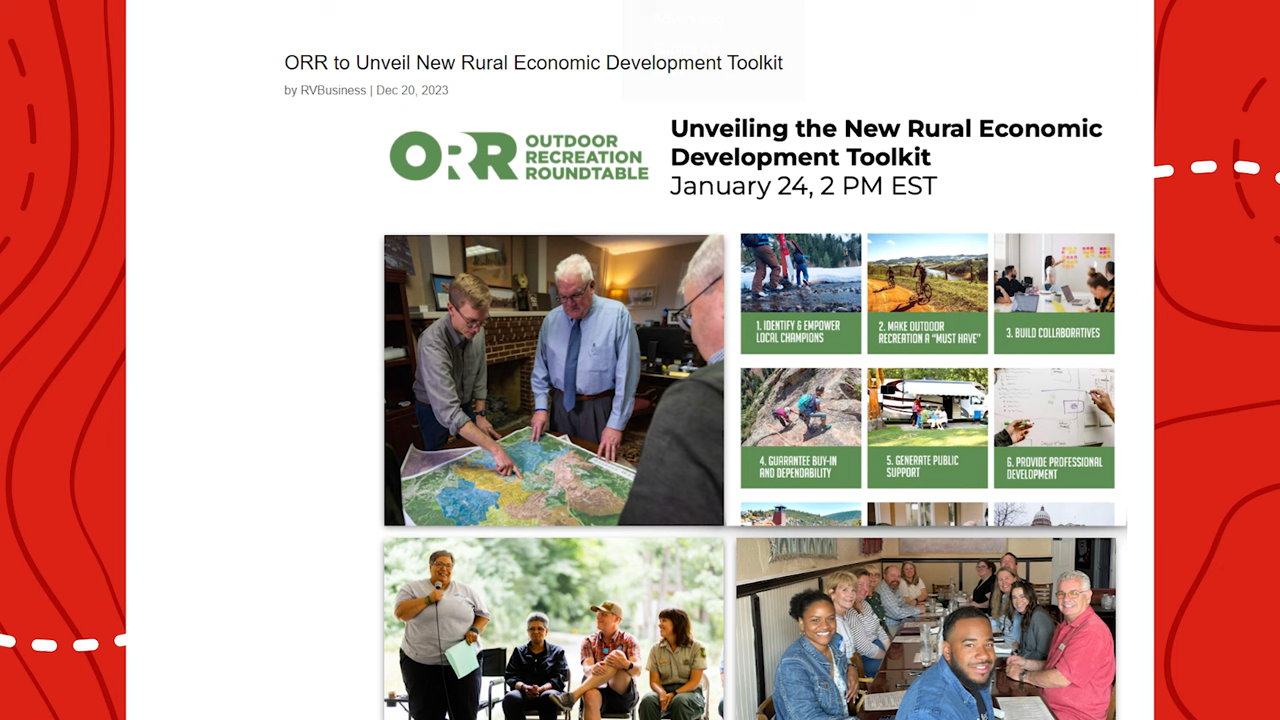 ORR to Unveil New Rural Economic Development Toolkit
by RVBusiness | Dec 20, 2023
ORR OUTDOOR
RECREATION
ROUNDTABLE
Unveiling the New Rural Economic
Development Toolkit
January 24, 2 PM EST
1. IDENTIFY & EMPOWER
LOCAL CHAMPIONS
2. MAKE OUTDOOR
RECREATION A “MUST HAVE”
3. BUILD COLLABORATIVES
4. GUARANTEE BUY-IN
AND DEPENDABILITY
5. GENERATE PUBLIC
SUPPORT
6. PROVIDE PROFESSIONAL
DEVELOPMENT